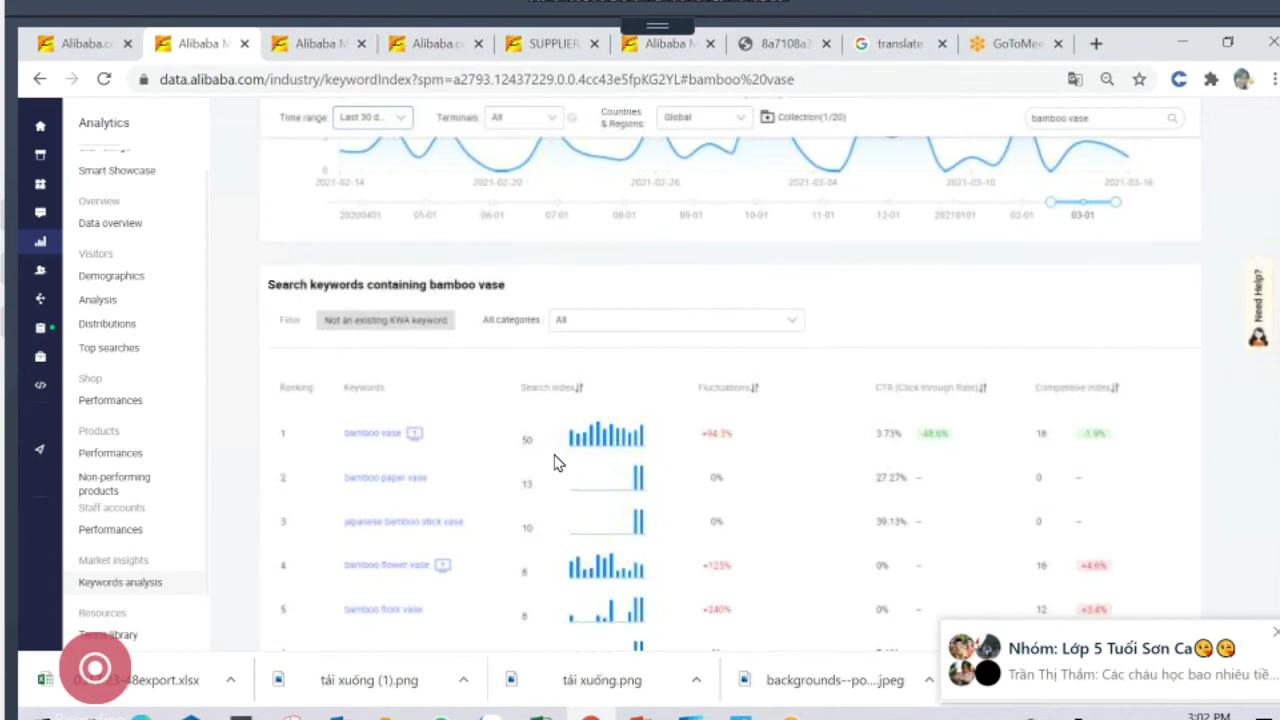 Alibaba.c
Alibaba M
Alibaba M
Alibaba.c
SUPPLIER
Alibaba M
8a7108a
translate
GoToMee
data.alibaba.com/industry/keywordIndex?spm=a2793.12437229.0.0.4cc43e5fpKG2YL#bamboo%20vase
Analytics
Smart Showcase
Overview
Data overview
Visitors
Demographics
Analysis
Distributions
Top searches
Shop
Performances
Products
Performances
Non-performing
products
Staff accounts
Performances
Market insights
Keywords analysis
Resources
Terms library
Time range: Last 30 d... Terminals All Countries & Regions: Global Collection(1/20) bamboo vase
0
2021-02-14 2021-02-20 2021-02-26 2021-03-04 2021-03-10 2021-03-16
20200401 05-01 06-01 07-01 08-01 09-01 10-01 11-01 12-01 20210101 02-01 03-01
Search keywords containing bamboo vase
Filter Not an existing KWA keyword All categories All
Ranking Keywords Search index Fluctuations CTR (Click-through Rate) Competitive index
1 bamboo vase 50 +94.3% 3.73% -48.6% 18 -1.9%
2 bamboo paper vase 13 0% 27.27% – 0 –
3 japanese bamboo stick vase 10 0% 39.13% – 0 –
4 bamboo flower vase 8 +125% 0% – 16 +4.6%
5 bamboo floor vase 8 +240% 0% – 12 +3.4%
Need Help?
Nhóm: Lớp 5 Tuổi Sơn Ca😘😘
Trần Thị Thắm: Các cháu học bao nhiêu tiề...
48export.xlsx
tải xuống (1).png
tải xuống.png
backgrounds--po....jpeg
3:02 PM